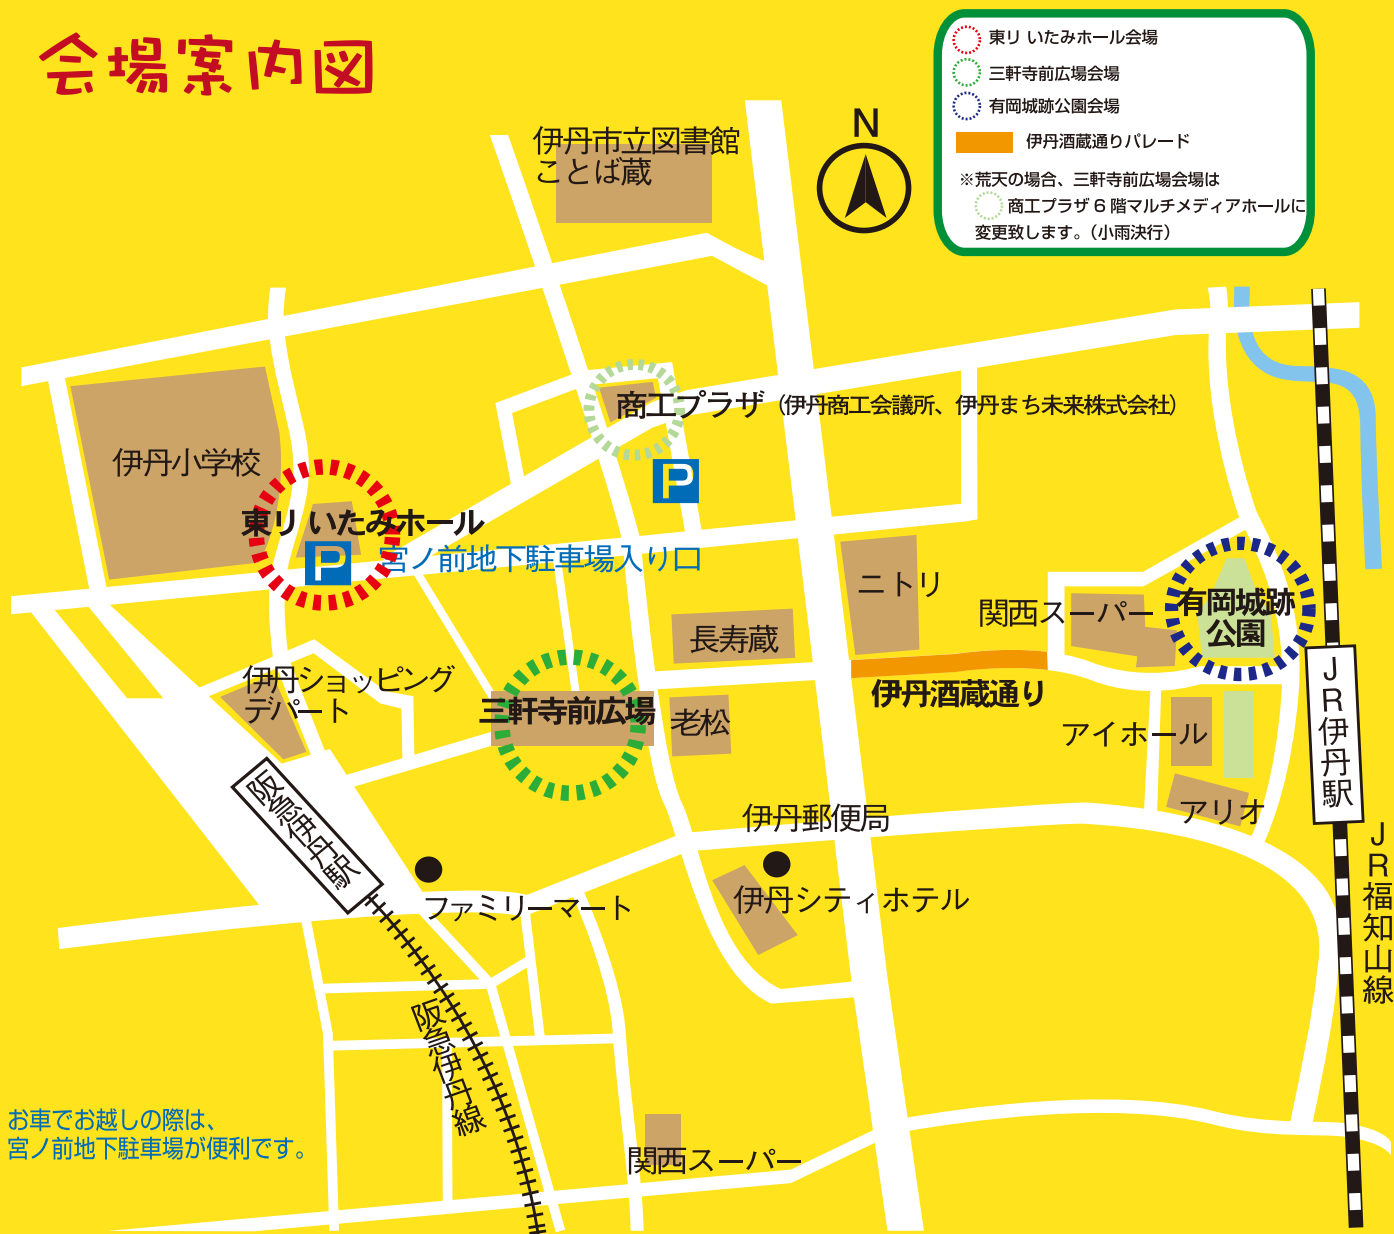 会場案内図
東リ いたみホール会場
三軒寺前広場会場
有岡城跡公園会場
伊丹酒蔵通りパレード
※荒天の場合、三軒寺前広場会場は
商工プラザ6階マルチメディアホールに
変更致します。(小雨決行)
N
伊丹市立図書館
ことば蔵
商工プラザ (伊丹商工会議所、伊丹まち未来株式会社)
伊丹小学校
P
東リ いたみホール
P
宮ノ前地下駐車場入り口
ニトリ
関西スーパー
有岡城跡
公園
長寿蔵
伊丹酒蔵通り
伊丹ショッピング
デパート
三軒寺前広場
老松
アイホール
JR伊丹駅
阪急伊丹駅
アリオ
伊丹郵便局
JR福知山線
ファミリーマート
伊丹シティホテル
阪急伊丹線
お車でお越しの際は、
宮ノ前地下駐車場が便利です。
関西スーパー